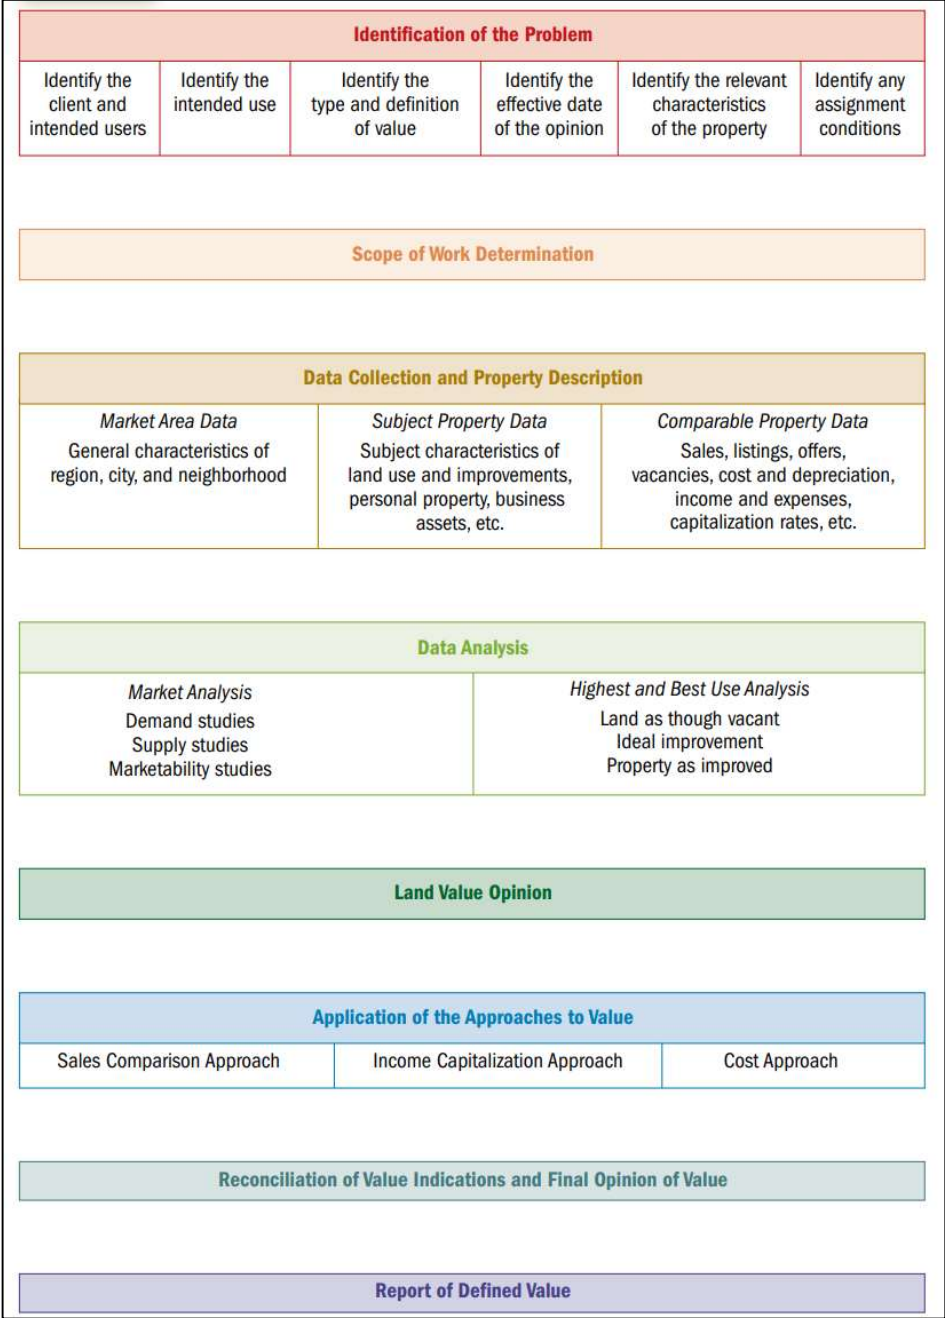 Identification of the Problem
Identify the
client and
intended users
Identify the
intended use
Identify the
type and definition
of value
Identify the
effective date
of the opinion
Identify the relevant
characteristics
of the property
Identify any
assignment
conditions
Scope of Work Determination
Data Collection and Property Description
Market Area Data
General characteristics of
region, city, and neighborhood
Subject Property Data
Subject characteristics of
land use and improvements,
personal property, business
assets, etc.
Comparable Property Data
Sales, listings, offers,
vacancies, cost and depreciation,
income and expenses,
capitalization rates, etc.
Data Analysis
Market Analysis
Demand studies
Supply studies
Marketability studies
Highest and Best Use Analysis
Land as though vacant
Ideal improvement
Property as improved
Land Value Opinion
Application of the Approaches to Value
Sales Comparison Approach
Income Capitalization Approach
Cost Approach
Reconciliation of Value Indications and Final Opinion of Value
Report of Defined Value